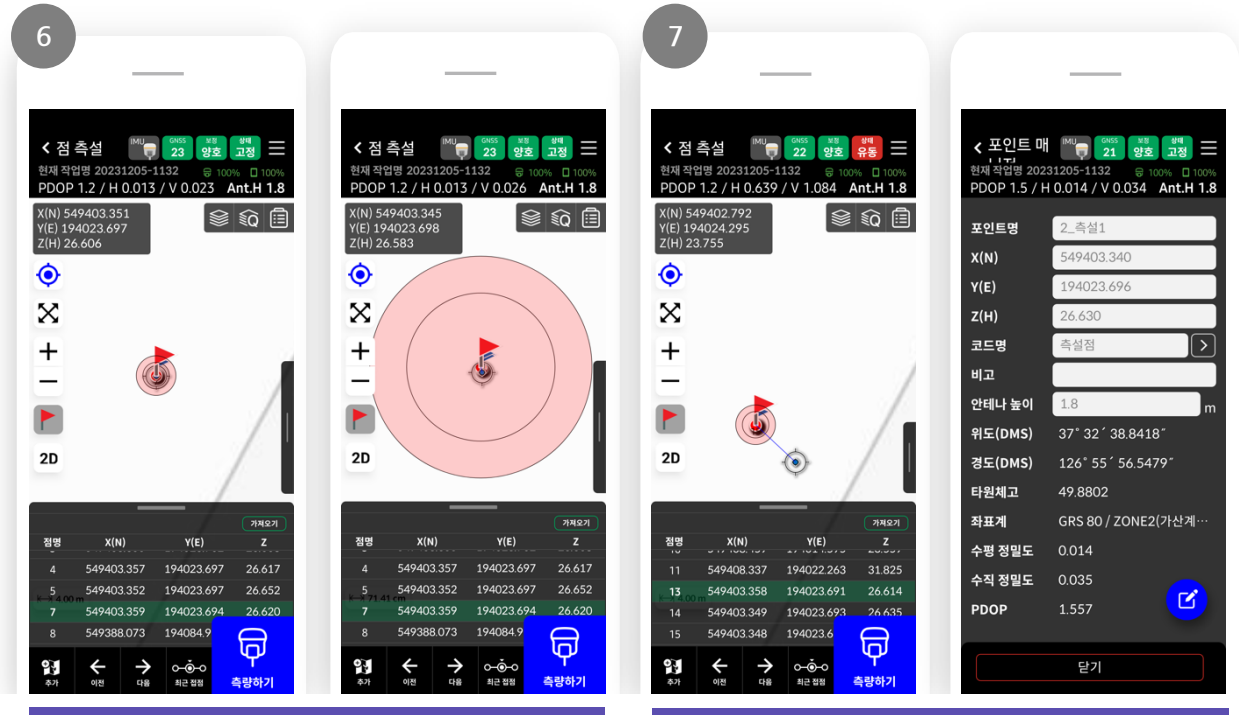 6
점 측설
IMU
GNSS
23
보정
양호
상태
고정
현재 작업명 20231205-1132
100%
100%
PDOP 1.2 / H 0.013 / V 0.023
Ant.H 1.8
X(N) 549403.351
Y(E) 194023.697
Z(H) 26.606
2D
가져오기
점명 X(N) Y(E) Z
4 549403.357 194023.697 26.617
5 549403.352 194023.697 26.652
4.00 m
7 549403.359 194023.694 26.620
8 549388.073 194084.9
추가
이전
다음
최근 접점
측량하기
점 측설
IMU
GNSS
23
보정
양호
상태
고정
현재 작업명 20231205-1132
100%
100%
PDOP 1.2 / H 0.013 / V 0.026
Ant.H 1.8
X(N) 549403.345
Y(E) 194023.698
Z(H) 26.583
2D
가져오기
점명 X(N) Y(E) Z
4 549403.357 194023.697 26.617
5 549403.352 194023.697 26.652
71.41 cm
7 549403.359 194023.694 26.620
8 549388.073 194084.9
추가
이전
다음
최근 접점
측량하기
7
점 측설
IMU
GNSS
22
보정
양호
상태
유동
현재 작업명 20231205-1132
100%
100%
PDOP 1.2 / H 0.639 / V 1.084
Ant.H 1.8
X(N) 549402.792
Y(E) 194024.295
Z(H) 23.755
2D
가져오기
점명 X(N) Y(E) Z
11 549408.337 194022.263 31.825
13 549403.358 194023.691 26.614
4.00 m
14 549403.349 194023.693 26.635
15 549403.348 194023.6
추가
이전
다음
최근 접점
측량하기
포인트 매
IMU
GNSS
21
보정
양호
상태
고정
현재 작업명 20231205-1132
100%
100%
PDOP 1.5 / H 0.014 / V 0.034
Ant.H 1.8
포인트명 2_측설1
X(N) 549403.340
Y(E) 194023.696
Z(H) 26.630
코드명 측설점
비고
안테나 높이 1.8 m
위도(DMS) 37° 32 ´ 38.8418˝
경도(DMS) 126° 55 ´ 56.5479˝
타원체고 49.8802
좌표계 GRS 80 / ZONE2(가산계···
수평 정밀도 0.014
수직 정밀도 0.035
PDOP 1.557
닫기